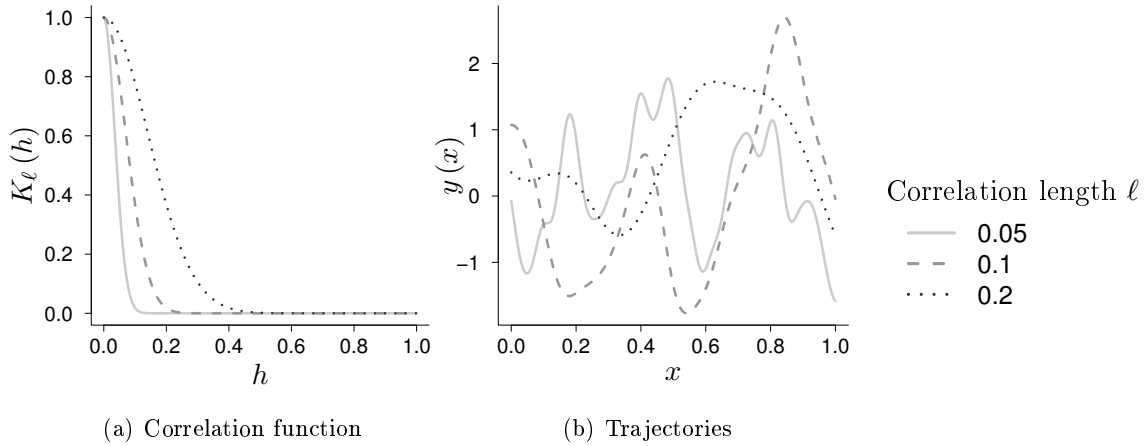 1.0
0.8
0.6
0.4
0.2
0.0
K_ℓ(h)
0.0 0.2 0.4 0.6 0.8 1.0
h
(a) Correlation function
2
1
0
−1
y(x)
0.0 0.2 0.4 0.6 0.8 1.0
x
(b) Trajectories
Correlation length ℓ
0.05
0.1
0.2